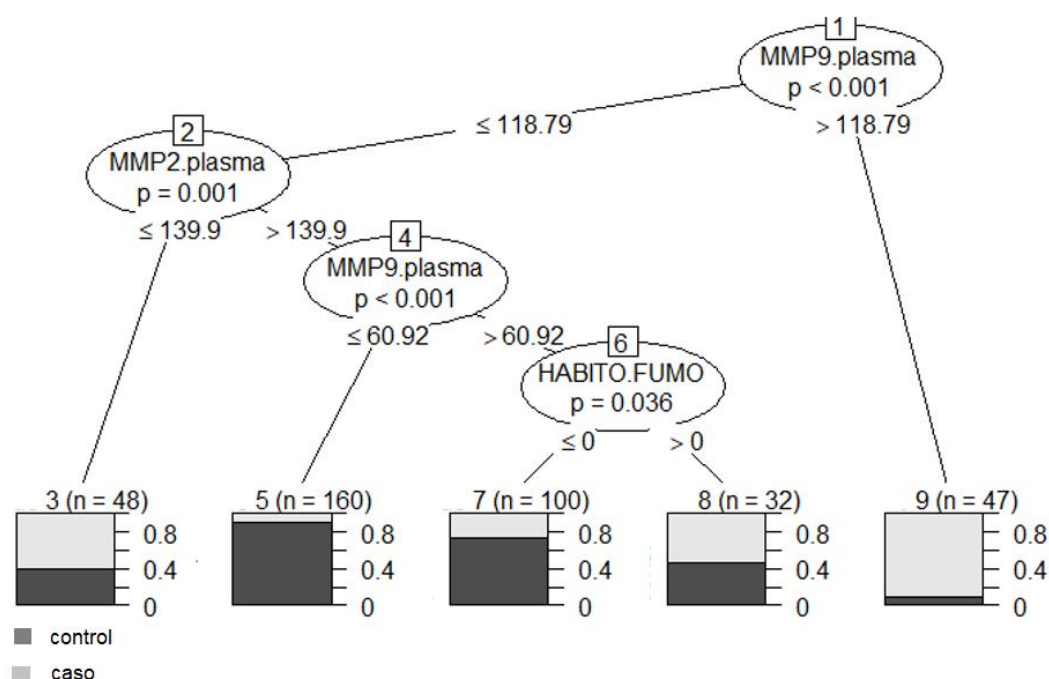 1
MMP9.plasma
p < 0.001
≤ 118.79
> 118.79
2
MMP2.plasma
p = 0.001
≤ 139.9
> 139.9
4
MMP9.plasma
p < 0.001
≤ 60.92
> 60.92
6
HABITO.FUMO
p = 0.036
≤ 0
> 0
3 (n = 48)
0.8
0.4
0
5 (n = 160)
0.8
0.4
0
7 (n = 100)
0.8
0.4
0
8 (n = 32)
0.8
0.4
0
9 (n = 47)
0.8
0.4
0
control
caso